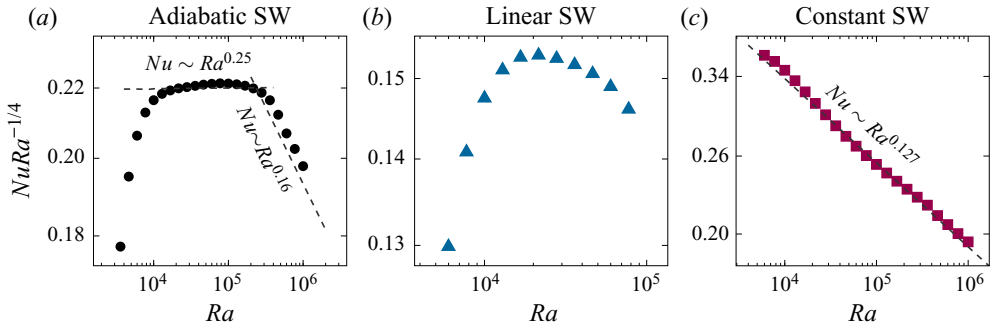 (a) Adiabatic SW
(b) Linear SW
(c) Constant SW
NuRa^{-1/4}
0.22
0.20
0.18
Nu ~ Ra^{0.25}
Nu~Ra^{0.16}
10^4 10^5 10^6
Ra
0.15
0.14
0.13
10^4 10^5
Ra
0.34
0.26
0.20
Nu ~ Ra^{0.127}
10^4 10^5 10^6
Ra